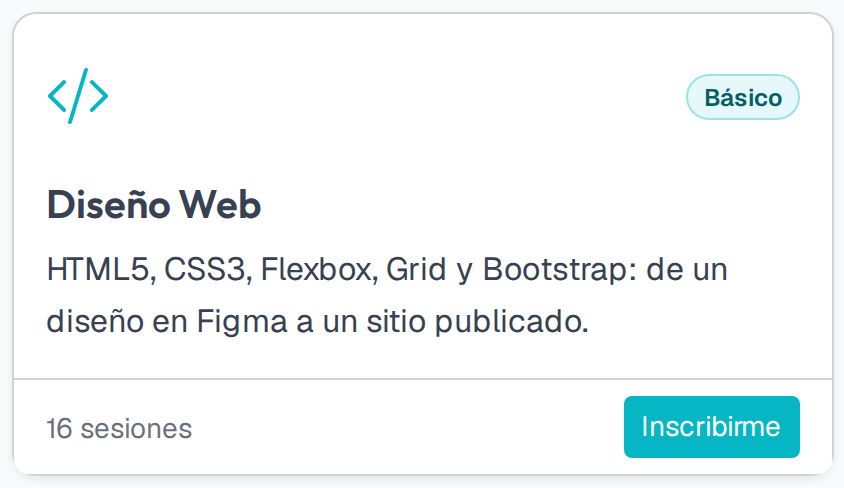 Básico
Diseño Web
HTML5, CSS3, Flexbox, Grid y Bootstrap: de un
diseño en Figma a un sitio publicado.
16 sesiones
Inscribirme